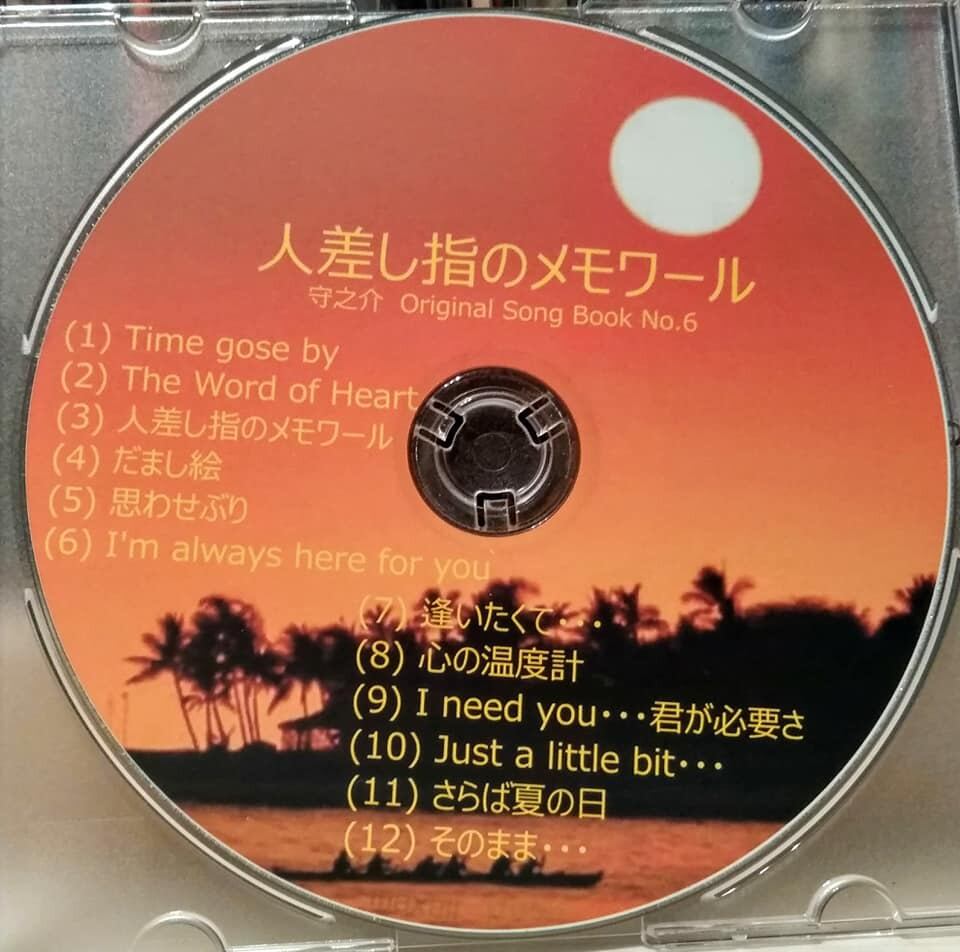 人差し指のメモワール
守之介 Original Song Book No.6
(1) Time gose by
(2) The Word of Heart
(3) 人差し指のメモワール
(4) だまし絵
(5) 思わせぶり
(6) I'm always here for you
(7) 逢いたくて・・・
(8) 心の温度計
(9) I need you・・・君が必要さ
(10) Just a little bit・・・
(11) さらば夏の日
(12) そのまま・・・